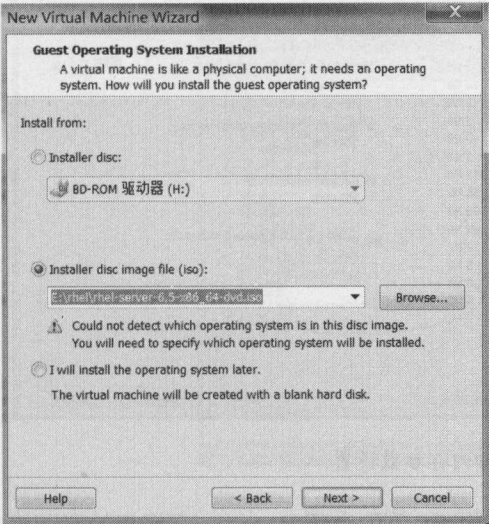 New Virtual Machine Wizard
Guest Operating System Installation
A virtual machine is like a physical computer; it needs an operating
system. How will you install the guest operating system?
Install from:
Installer disc:
BD-ROM 驱动器 (H:)
Installer disc image file (iso):
E:\rhel\rhel-server-6.5-x86_64-dvd.iso
Browse...
Could not detect which operating system is in this disc image.
You will need to specify which operating system will be installed.
I will install the operating system later.
The virtual machine will be created with a blank hard disk.
Help
< Back
Next >
Cancel